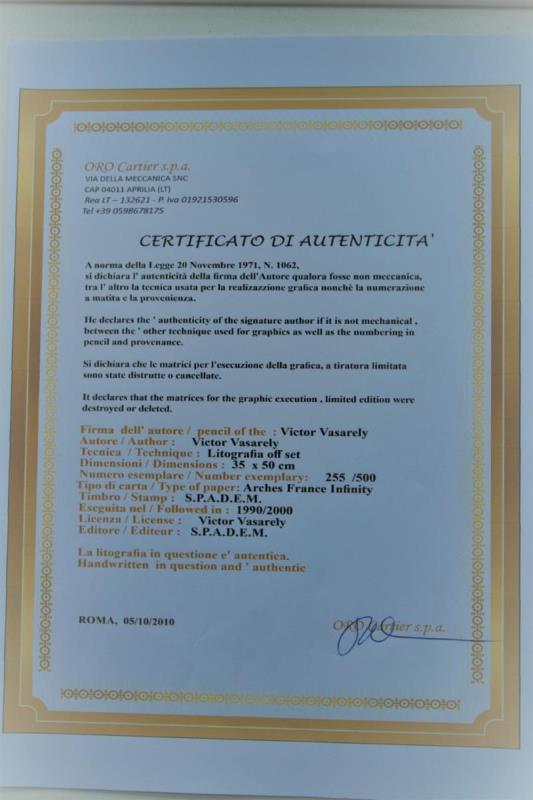 ORO Cartier s.p.a.
VIA DELLA MECCANICA SNC
CAP 04011 APRILIA (LT)
Rea LT – 132621 - P. Iva 01921530596
Tel +39 0598678175
CERTIFICATO DI AUTENTICITA'
A norma della Legge 20 Novembre 1971, N. 1062,
si dichiara l' autenticità della firma dell'Autore qualora fosse non meccanica,
tra l' altro la tecnica usata per la realizazzione grafica nonchè la numerazione
a matita e la provenienza.
He declares the ' authenticity of the signature author if it is not mechanical ,
between the ' other technique used for graphics as well as the numbering in
pencil and provenance.
Si dichiara che le matrici per l'esecuzione della grafica, a tiratura limitata
sono state distrutte o cancellate.
It declares that the matrices for the graphic execution , limited edition were
destroyed or deleted.
Firma dell' autore / pencil of the : Victor Vasarely
Autore / Author : Victor Vasarely
Tecnica / Technique : Litografia off set
Dimensioni / Dimensions : 35 x 50 cm
Numero esemplare / Number exemplary: 255 /500
Tipo di carta / Type of paper: Arches France Infinity
Timbro / Stamp : S.P.A.D.E.M.
Eseguita nel / Followed in : 1990/2000
Licenza / License : Victor Vasarely
Editore / Editeur : S.P.A.D.E.M.
La litografia in questione e' autentica.
Handwritten in question and ' authentic
ROMA, 05/10/2010
ORO Cartier s.p.a.